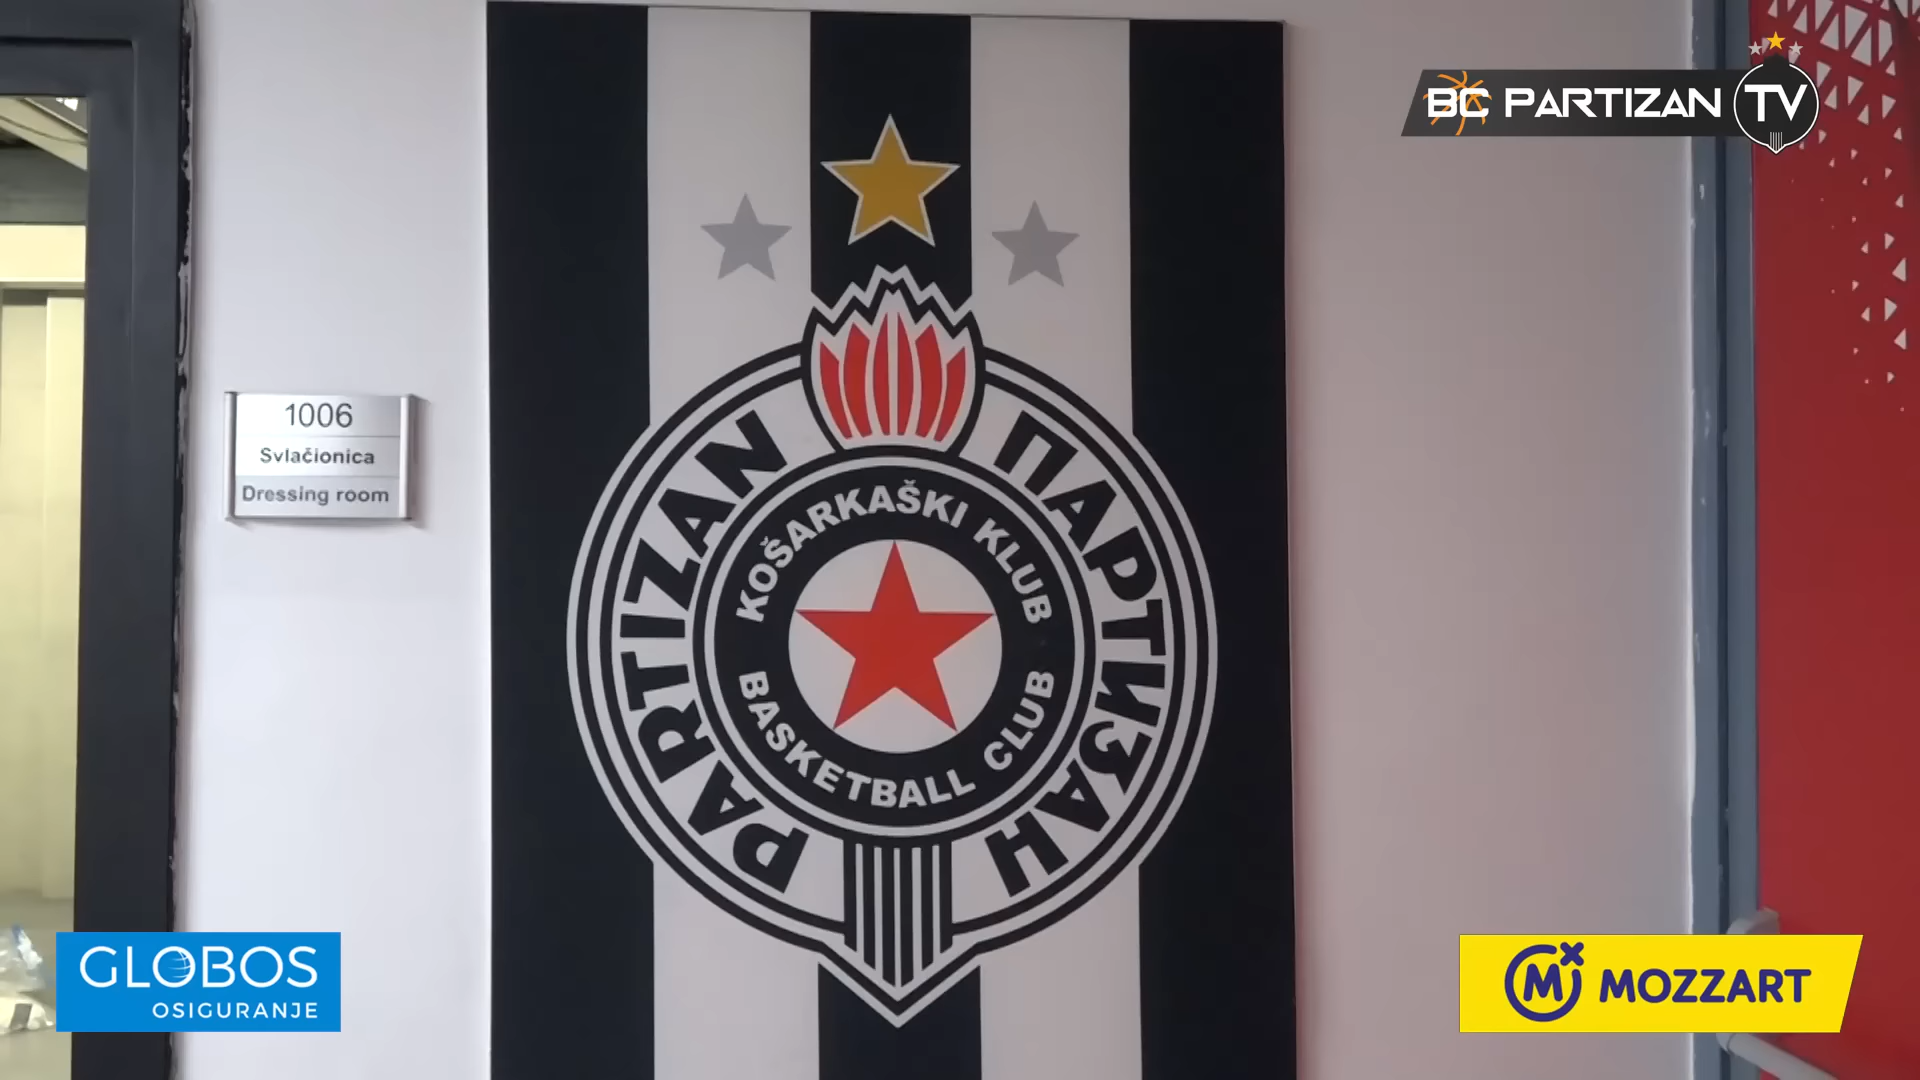 BC PARTIZAN TV
1006
Svlačionica
Dressing room
PARTIZAN
ПАРТИЗАН
KOŠARKAŠKI KLUB
BASKETBALL CLUB
GLOBOS
OSIGURANJE
M
MOZZART